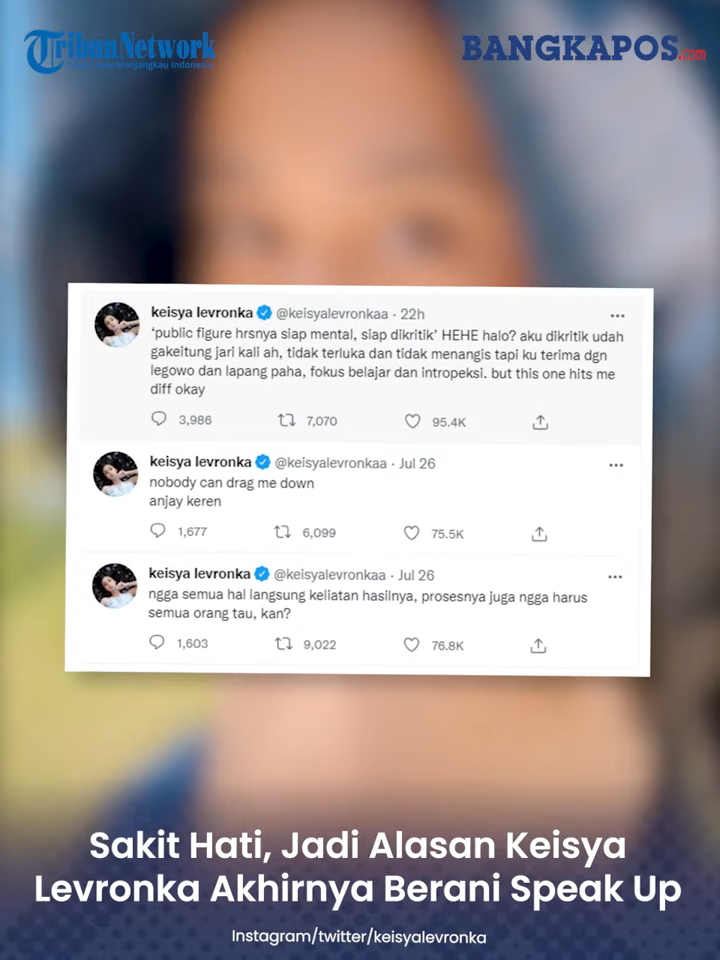 Tribun Network
Menjangkau Indonesia
BANGKAPOS.com
keisya levronka @keisyalevronkaa · 22h
‘public figure hrsnya siap mental, siap dikritik’ HEHE halo? aku dikritik udah
gakeitung jari kali ah, tidak terluka dan tidak menangis tapi ku terima dgn
legowo dan lapang paha, fokus belajar dan intropeksi. but this one hits me
diff okay
3,986 7,070 95.4K
keisya levronka @keisyalevronkaa · Jul 26
nobody can drag me down
anjay keren
1,677 6,099 75.5K
keisya levronka @keisyalevronkaa · Jul 26
ngga semua hal langsung keliatan hasilnya, prosesnya juga ngga harus
semua orang tau, kan?
1,603 9,022 76.8K
Sakit Hati, Jadi Alasan Keisya
Levronka Akhirnya Berani Speak Up
Instagram/twitter/keisyalevronka